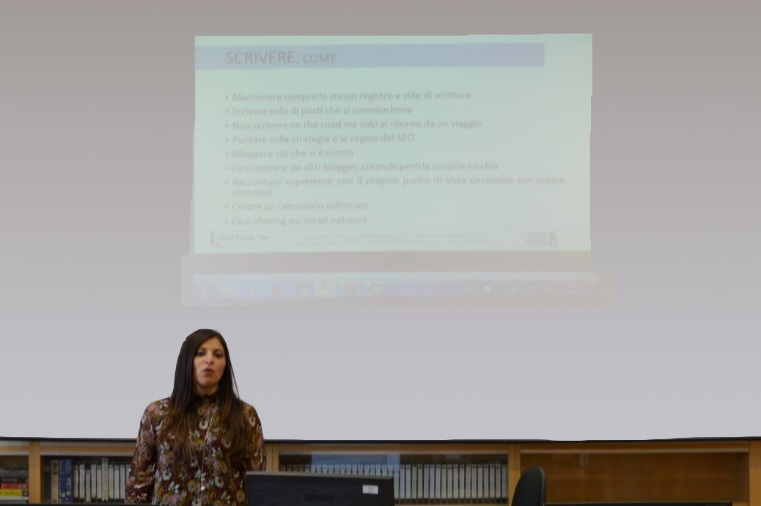 SCRIVERE: COME
• Mantenere sempre lo stesso registro e stile di scrittura
• Scrivere solo di posti che si conosce bene
• Non scrivere on the road ma solo al ritorno da un viaggio
• Puntare sulla strategia e le regole del SEO
• Rileggere ciò che si è scritto
• Farsi ispirare da altri blogger, creando però la propria nicchia
• Raccontare esperienze con il proprio punto di vista personale per creare
emozioni
• Creare un calendario editoriale
• Fare sharing sui social network